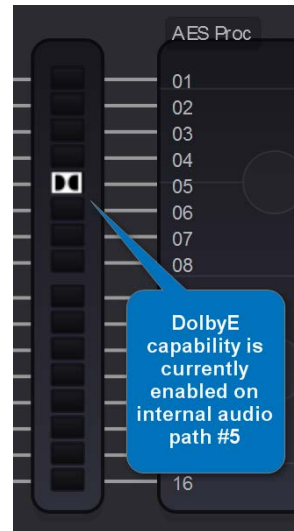 AES Proc
01
02
03
04
05
06
07
08
DolbyE
capability is
currently
enabled on
internal audio
path #5
16